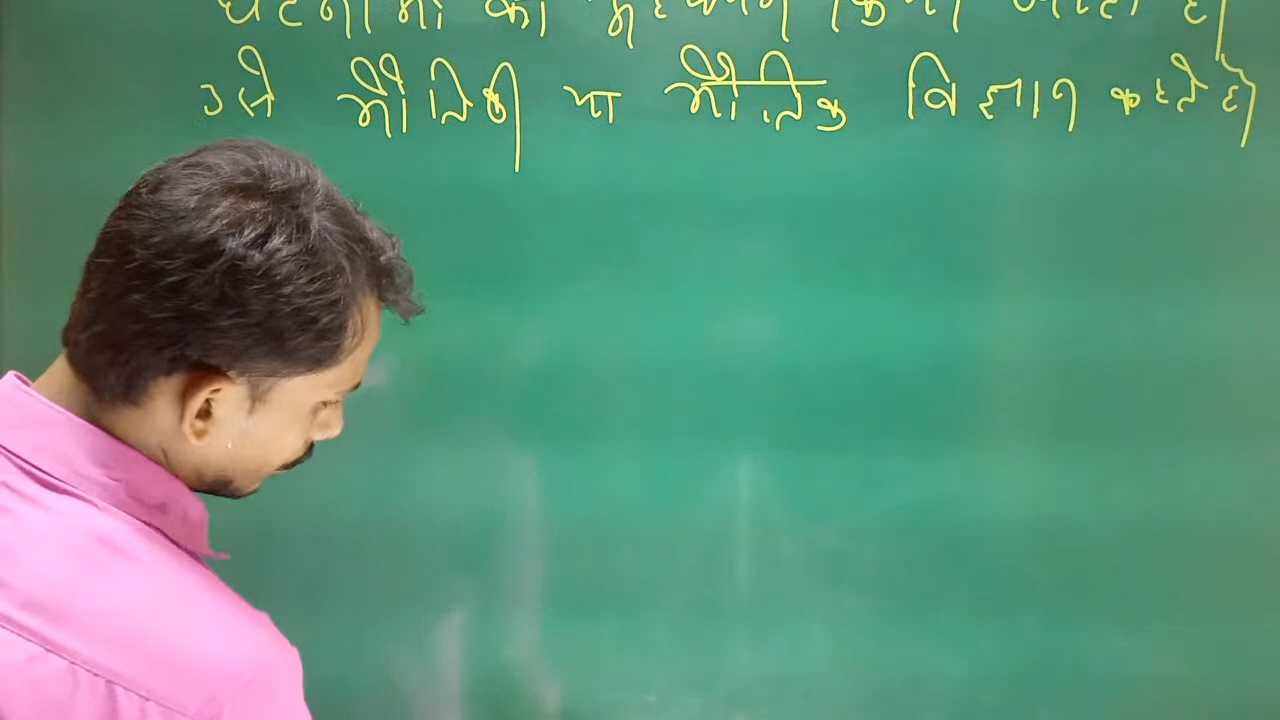 घटनाओं का अध्ययन किया जाता है
उसे भौतिकी या भौतिक विज्ञान कहते है